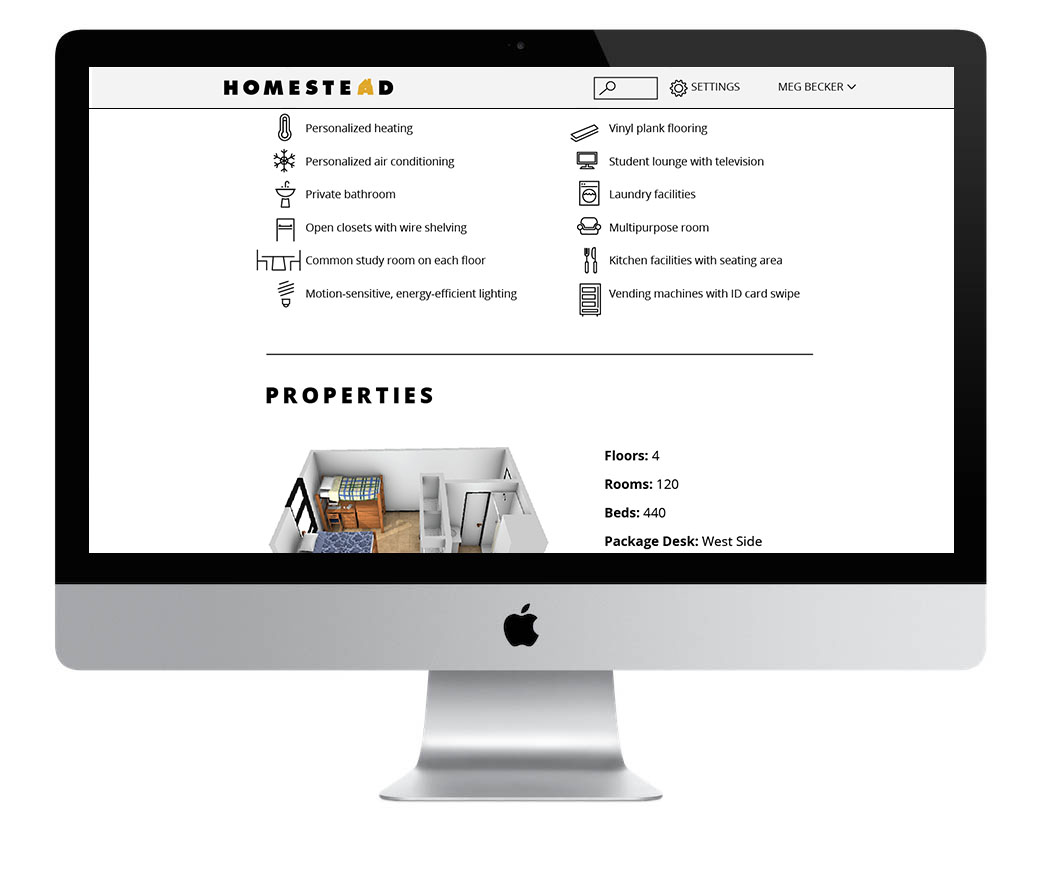 HOMESTEAD
SETTINGS
MEG BECKER
Personalized heating
Vinyl plank flooring
Personalized air conditioning
Student lounge with television
Private bathroom
Laundry facilities
Open closets with wire shelving
Multipurpose room
Common study room on each floor
Kitchen facilities with seating area
Motion-sensitive, energy-efficient lighting
Vending machines with ID card swipe
PROPERTIES
Floors: 4
Rooms: 120
Beds: 440
Package Desk: West Side